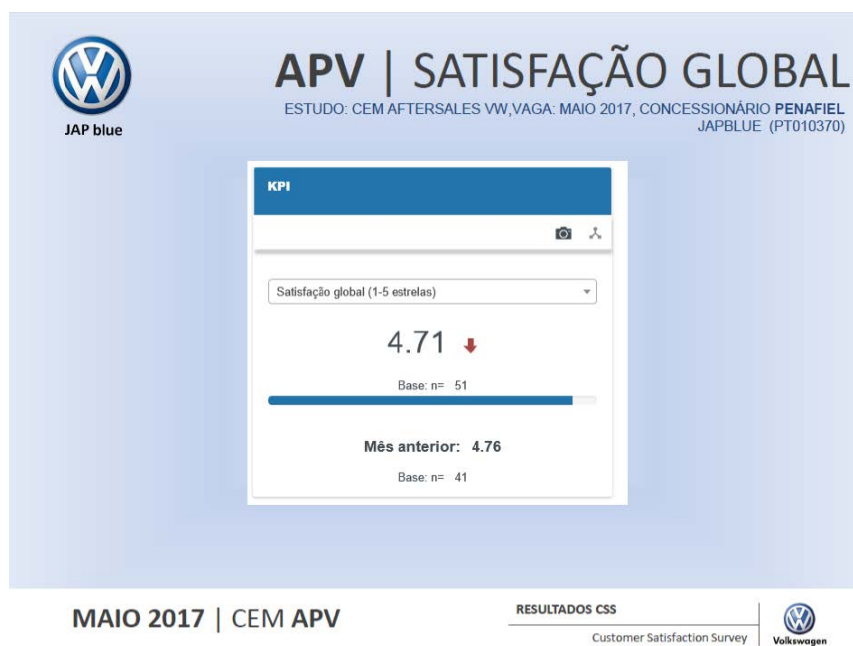 JAP blue
APV | SATISFAÇÃO GLOBAL
ESTUDO: CEM AFTERSALES VW,VAGA: MAIO 2017, CONCESSIONÁRIO PENAFIEL
JAPBLUE (PT010370)
KPI
Satisfação global (1-5 estrelas)
4.71
Base: n= 51
Mês anterior: 4.76
Base: n= 41
MAIO 2017 | CEM APV
RESULTADOS CSS
Customer Satisfaction Survey
Volkswagen